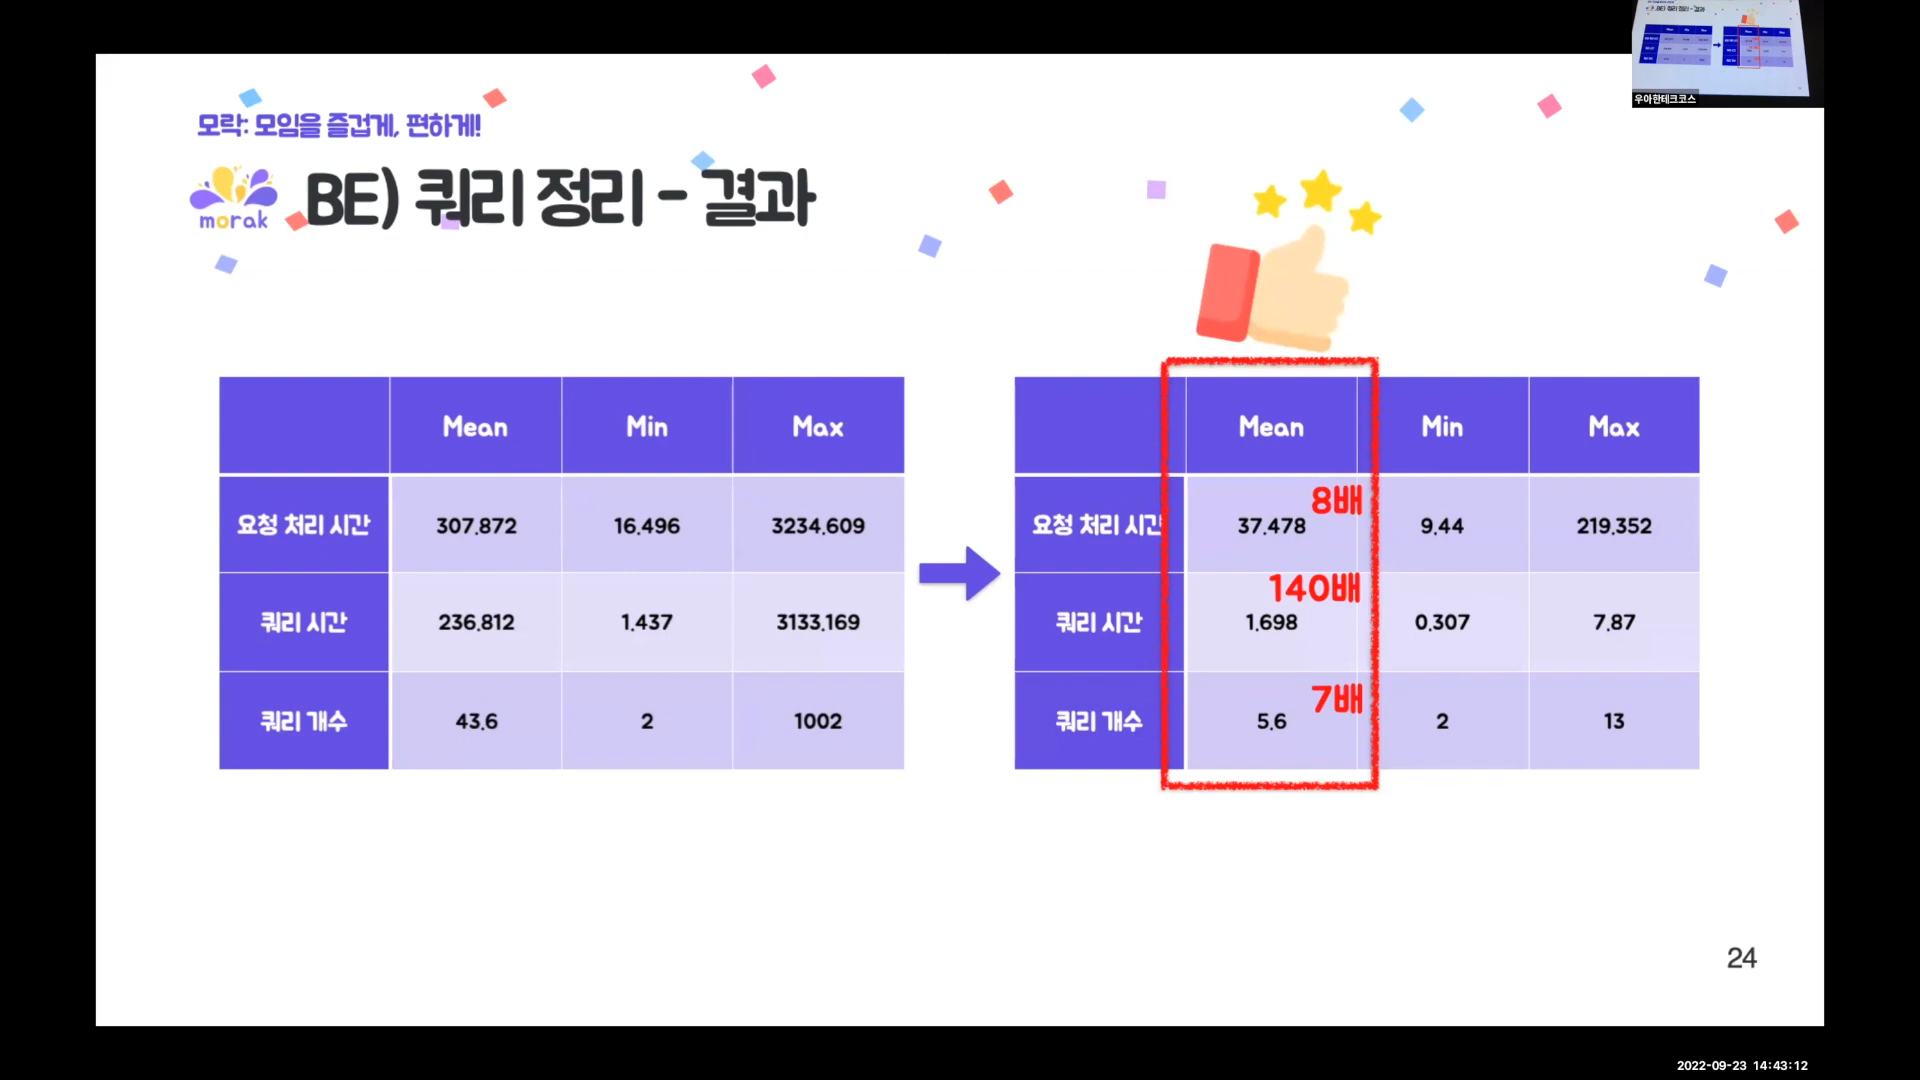 우아한테크코스
모락: 모임을 즐겁게, 편하게!
morak
BE) 쿼리 정리 - 결과
Mean Min Max
요청 처리 시간 307.872 16.496 3234.609
쿼리 시간 236.812 1.437 3133.169
쿼리 개수 43.6 2 1002
Mean Min Max
8배
요청 처리 시간 37.478 9.44 219.352
140배
쿼리 시간 1.698 0.307 7.87
7배
쿼리 개수 5.6 2 13
24
2022-09-23 14:43:12